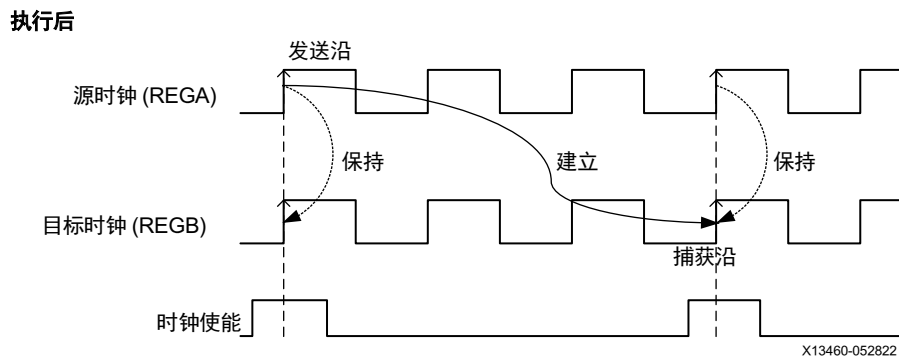 执行后
发送沿
源时钟 (REGA)
保持
建立
保持
目标时钟 (REGB)
捕获沿
时钟使能
X13460-052822